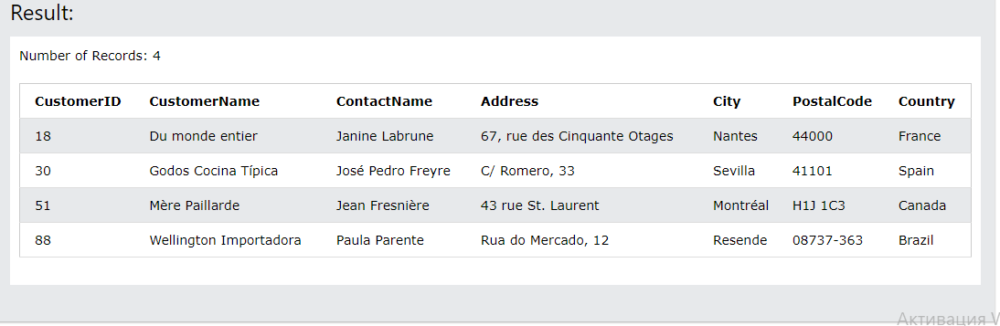 Result:
Number of Records: 4
CustomerID CustomerName ContactName Address City PostalCode Country
18 Du monde entier Janine Labrune 67, rue des Cinquante Otages Nantes 44000 France
30 Godos Cocina Típica José Pedro Freyre C/ Romero, 33 Sevilla 41101 Spain
51 Mère Paillarde Jean Fresnière 43 rue St. Laurent Montréal H1J 1C3 Canada
88 Wellington Importadora Paula Parente Rua do Mercado, 12 Resende 08737-363 Brazil
Активация